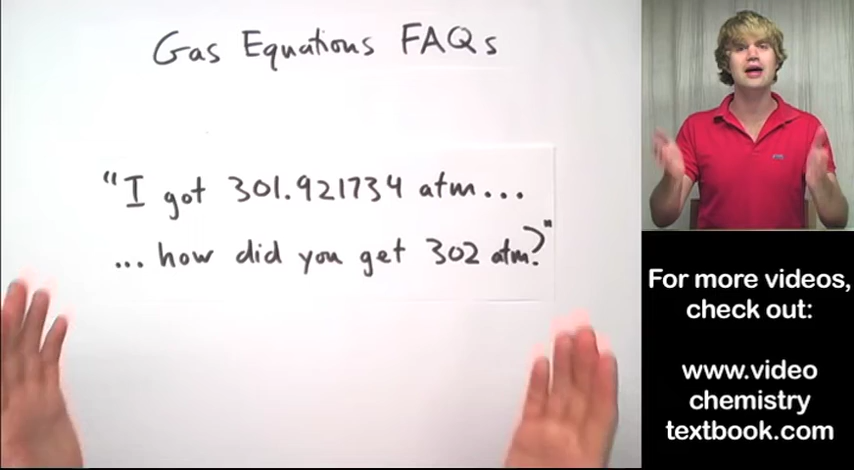 Gas Equations FAQs
"I got 301.921734 atm...
... how did you get 302 atm?"
For more videos,
check out:
www.video
chemistry
textbook.com